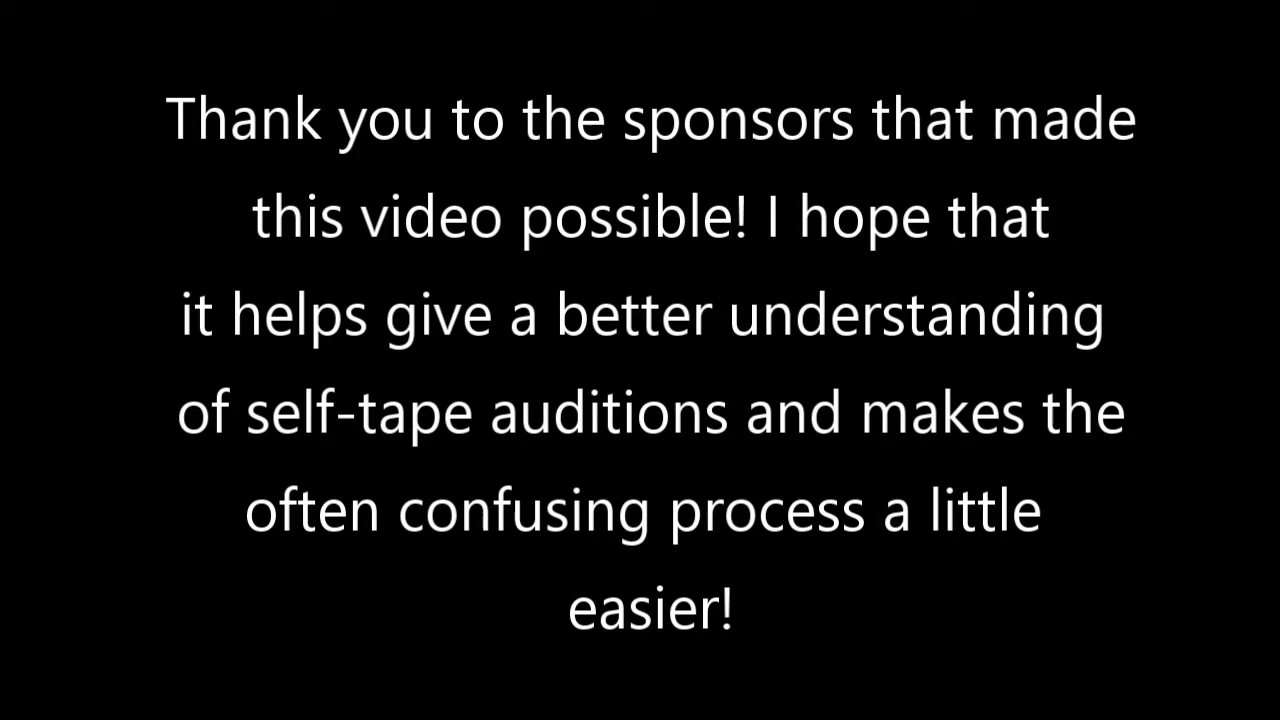 Thank you to the sponsors that made
this video possible! I hope that
it helps give a better understanding
of self-tape auditions and makes the
often confusing process a little
easier!